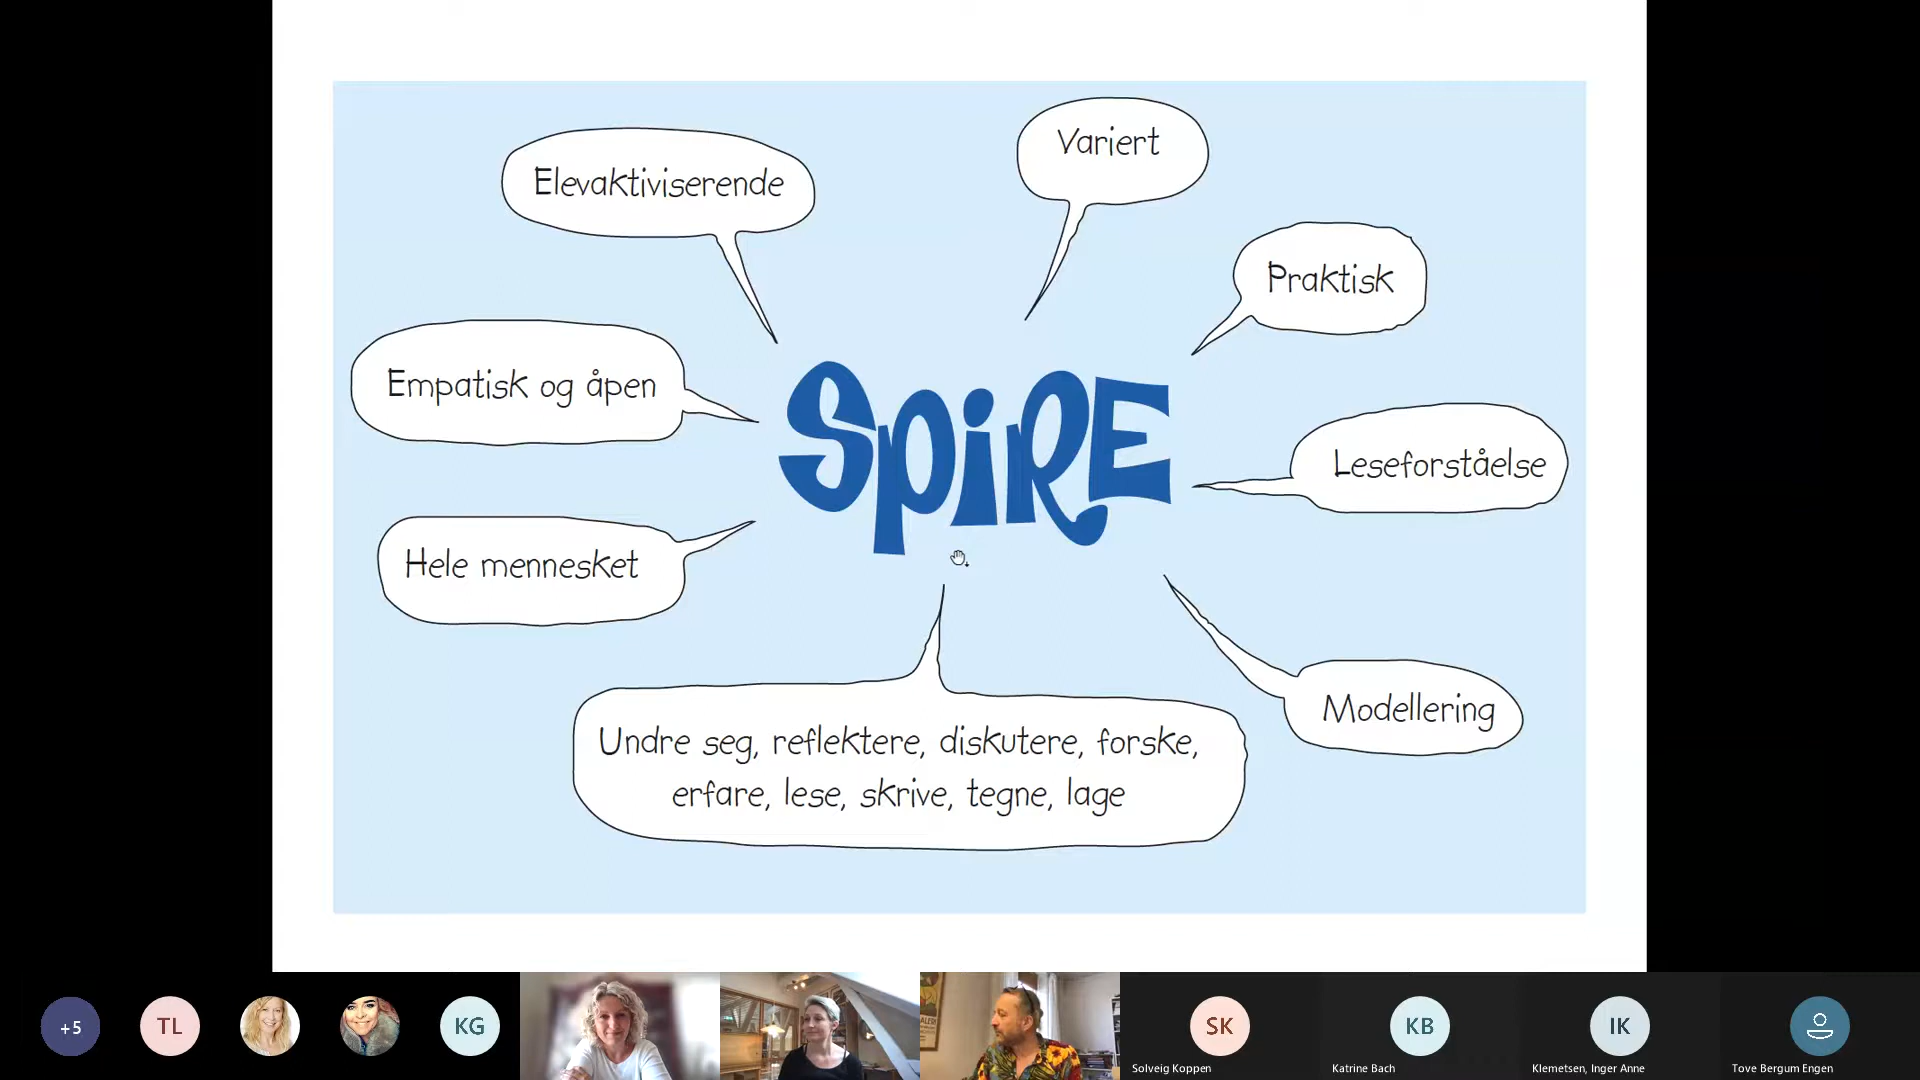 Elevaktiviserende
Variert
Praktisk
Empatisk og åpen
SpiRE
Leseforståelse
Hele mennesket
Modellering
Undre seg, reflektere, diskutere, forske,
erfare, lese, skrive, tegne, lage
+5
TL
KG
SK
KB
IK
Solveig Koppen
Katrine Bach
Klemetsen, Inger Anne
Tove Bergum Engen